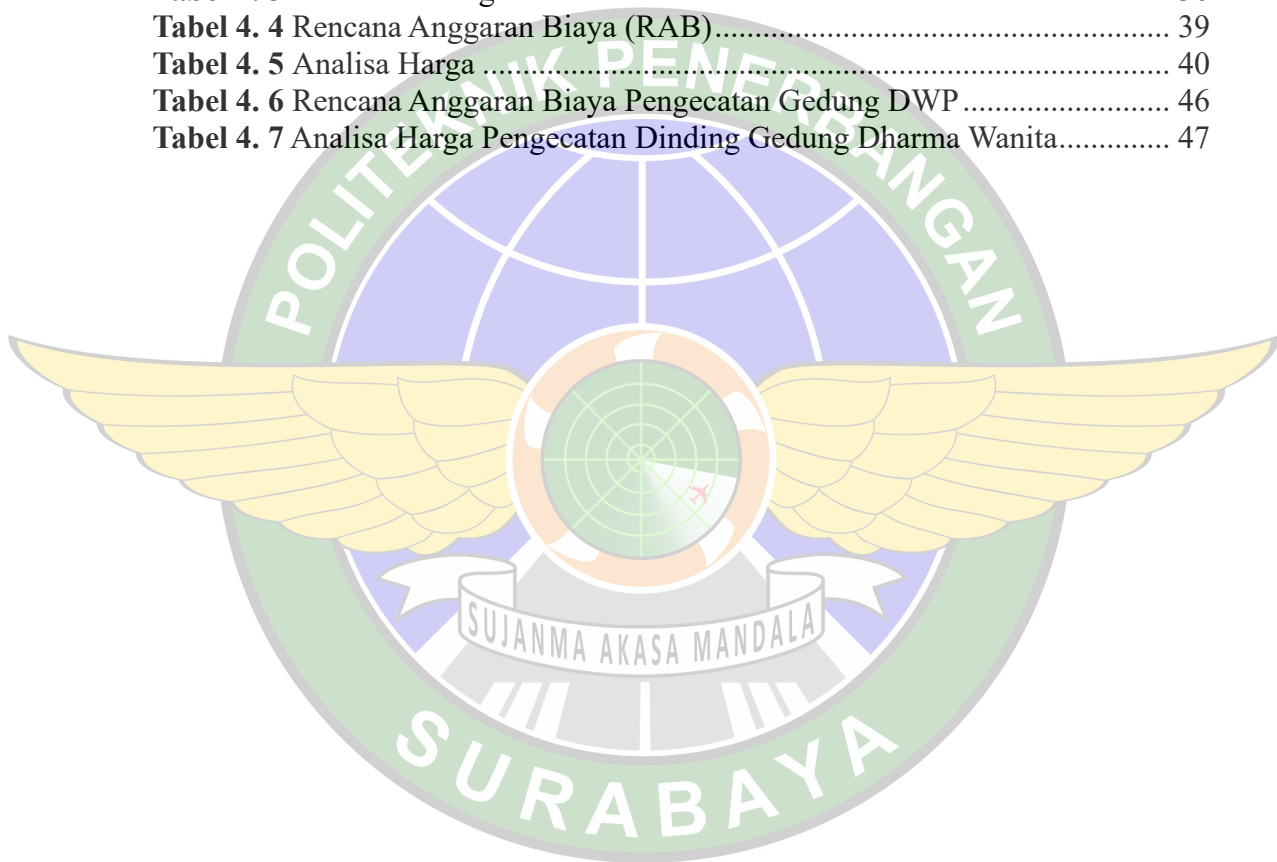 Tabel 4. 4 Rencana Anggaran Biaya (RAB)......................................................... 39
Tabel 4. 5 Analisa Harga ...................................................................................... 40
Tabel 4. 6 Rencana Anggaran Biaya Pengecatan Gedung DWP.......................... 46
Tabel 4. 7 Analisa Harga Pengecatan Dinding Gedung Dharma Wanita.............. 47
POLITEKNIK PENERBANGAN
SUJANMA AKASA MANDALA
SURABAYA